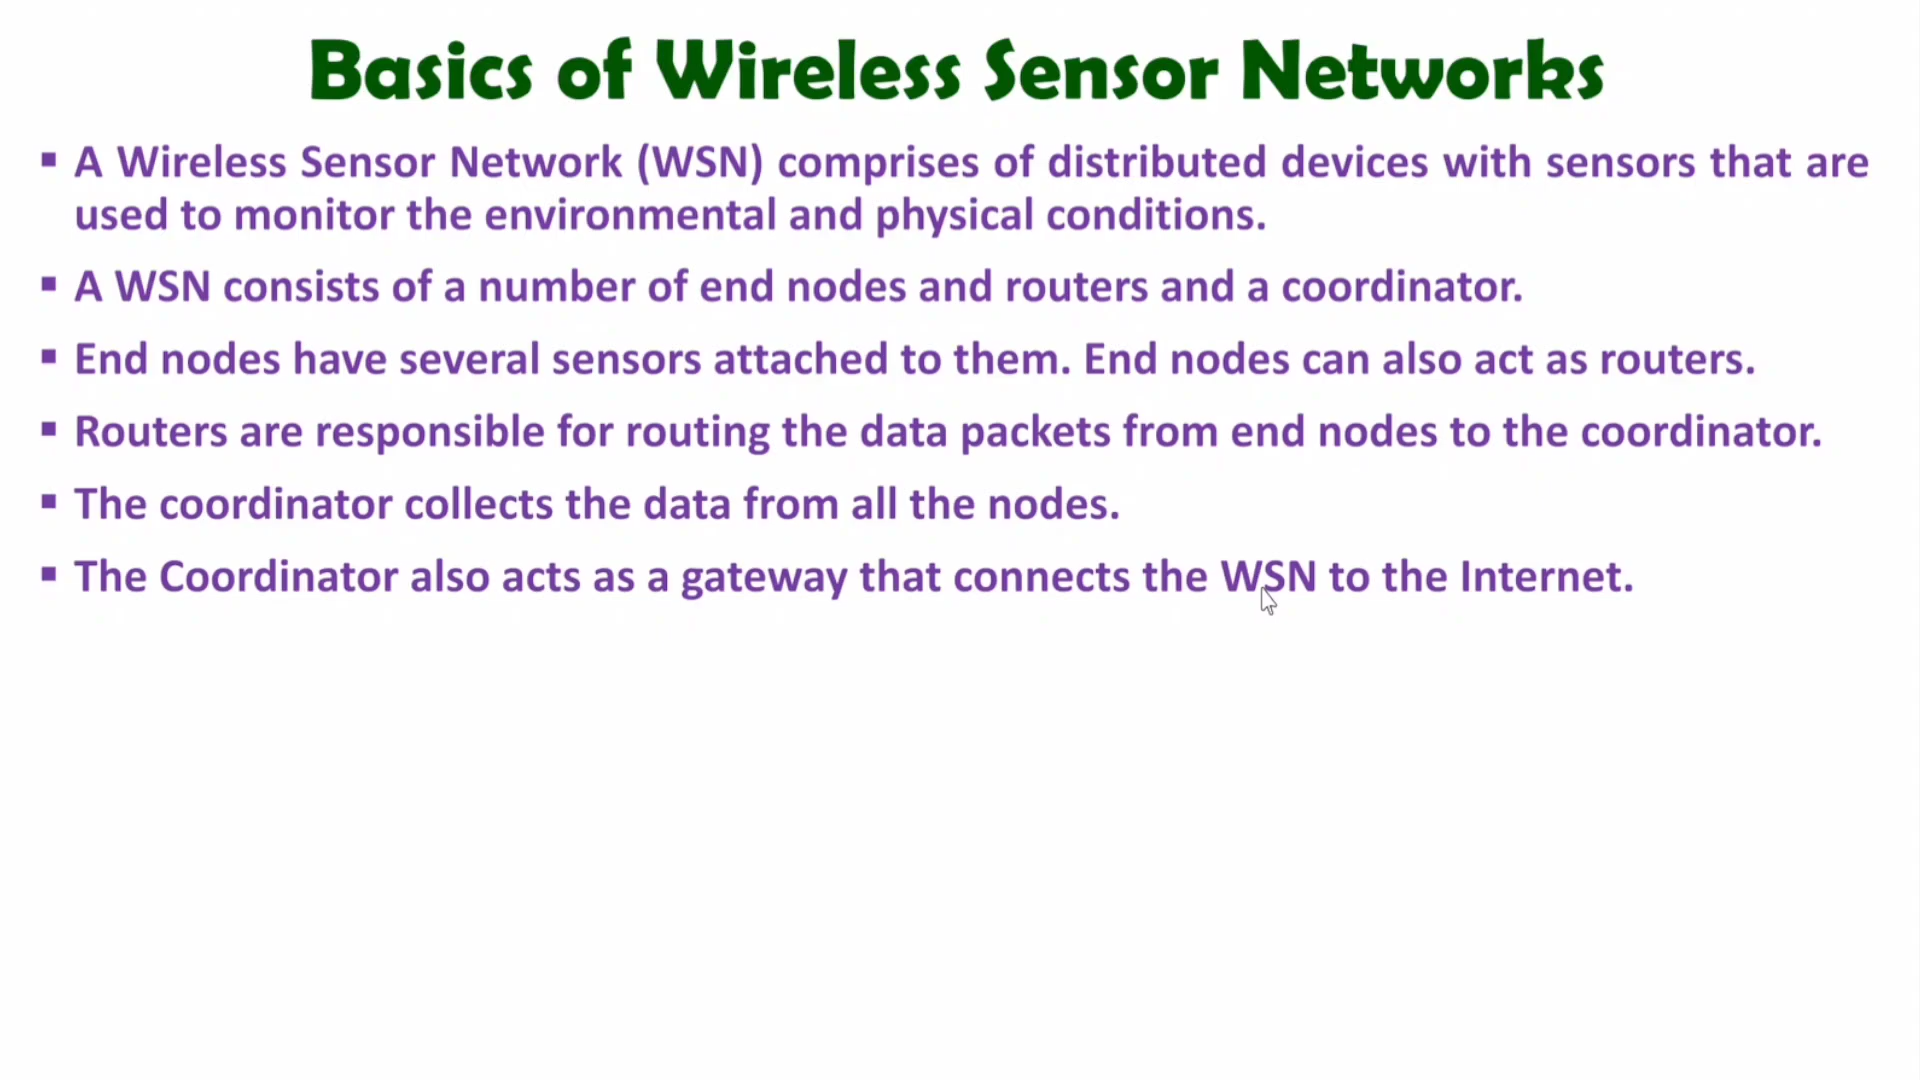 Basics of Wireless Sensor Networks
▪ A Wireless Sensor Network (WSN) comprises of distributed devices with sensors that are
used to monitor the environmental and physical conditions.
▪ A WSN consists of a number of end nodes and routers and a coordinator.
▪ End nodes have several sensors attached to them. End nodes can also act as routers.
▪ Routers are responsible for routing the data packets from end nodes to the coordinator.
▪ The coordinator collects the data from all the nodes.
▪ The Coordinator also acts as a gateway that connects the WSN to the Internet.